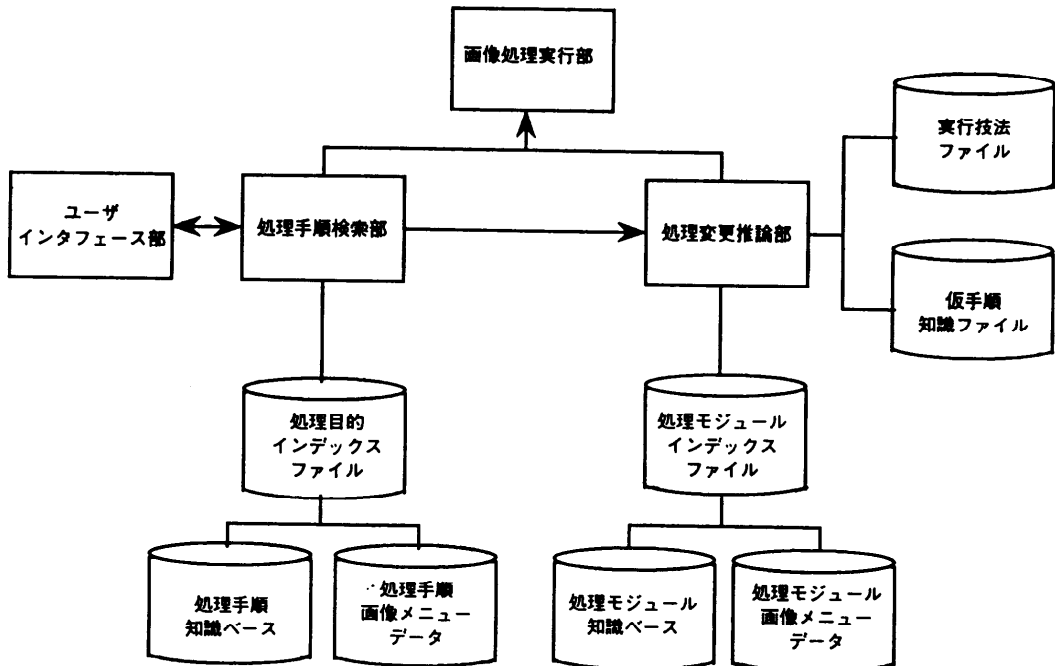 画像処理実行部
実行技法
ファイル
ユーザ
インタフェース部
処理手順検索部
処理変更推論部
仮手順
知識ファイル
処理目的
インデックス
ファイル
処理モジュール
インデックス
ファイル
処理手順
知識ベース
処理手順
画像メニュー
データ
処理モジュール
知識ベース
処理モジュール
画像メニュー
データ